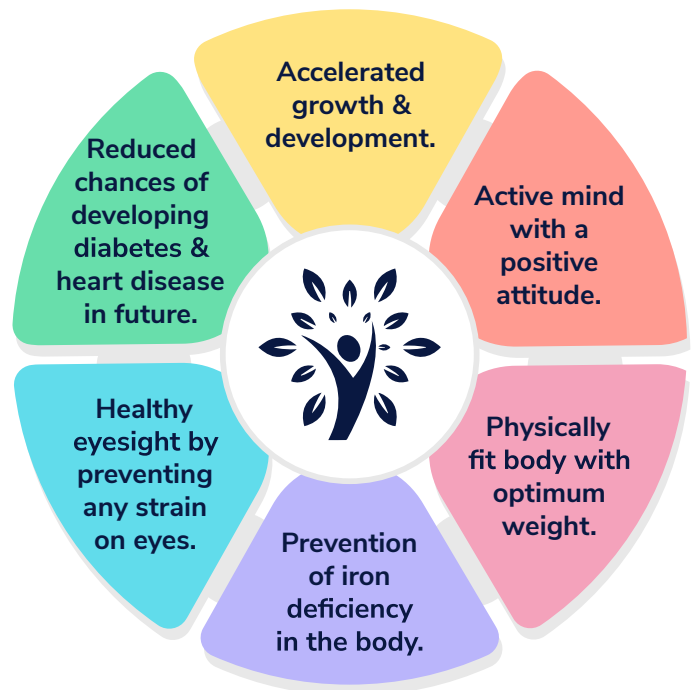 Accelerated
growth &
development.
Active mind
with a
positive
attitude.
Physically
fit body with
optimum
weight.
Prevention
of iron
deficiency
in the body.
Healthy
eyesight by
preventing
any strain
on eyes.
Reduced
chances of
developing
diabetes &
heart disease
in future.